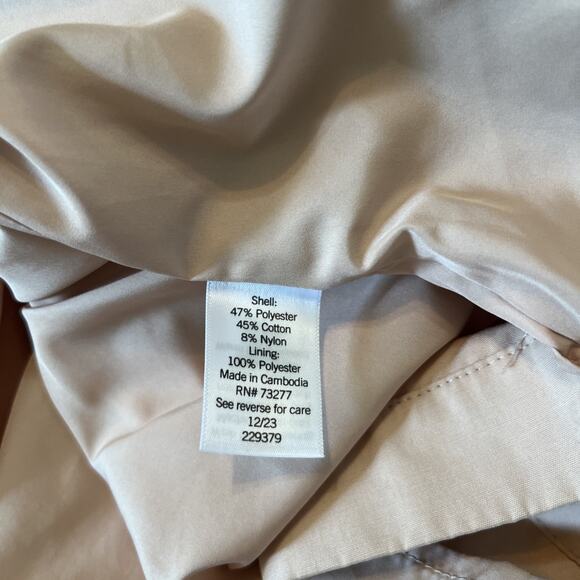 Shell:
47% Polyester
45% Cotton
8% Nylon
Lining:
100% Polyester
Made in Cambodia
RN# 73277
See reverse for care
12/23
229379